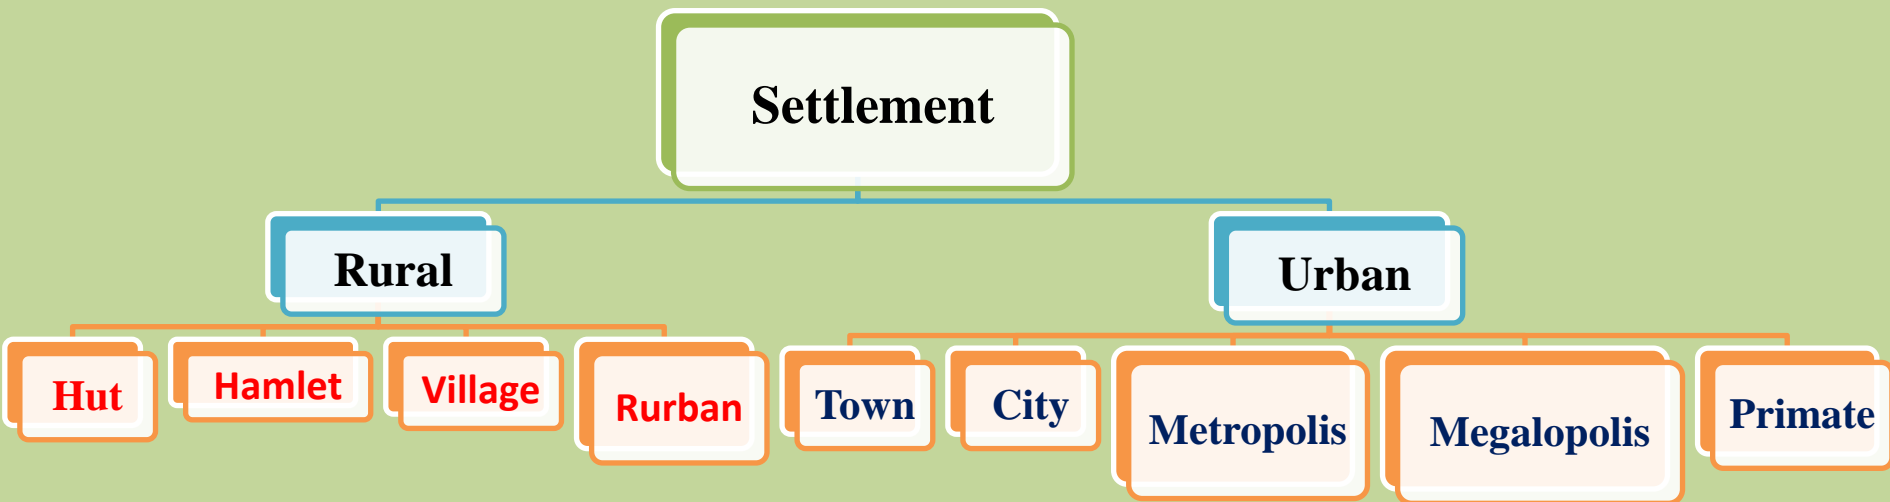 Settlement
Rural
Urban
Hut
Hamlet
Village
Rurban
Town
City
Metropolis
Megalopolis
Primate